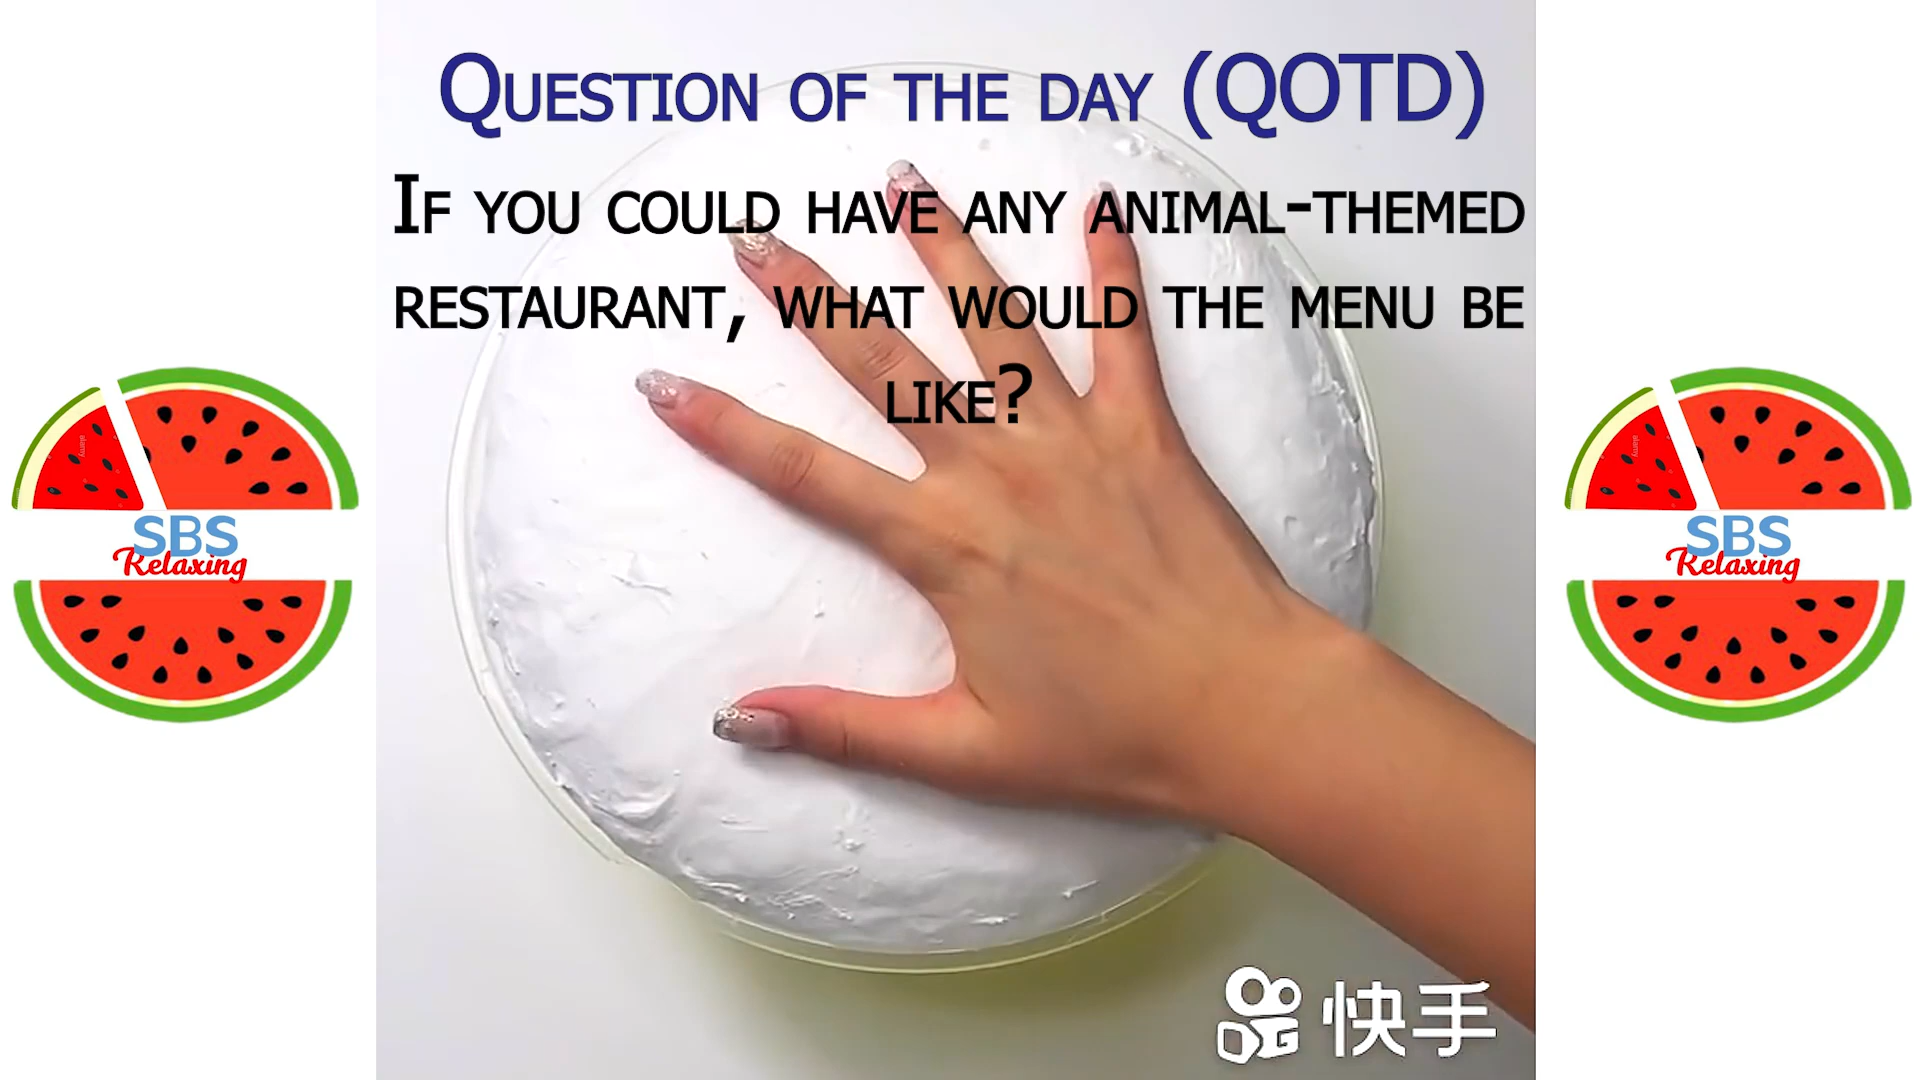 Question of the day (QOTD)
If you could have any animal-themed
restaurant, what would the menu be
like?
SBS
Relaxing
SBS
Relaxing
快手